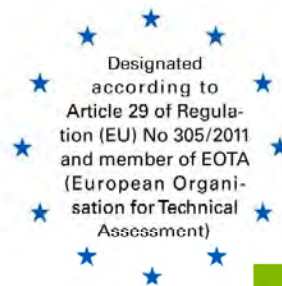 Designated
according to
Article 29 of Regula-
tion (EU) No 305/2011
and member of EOTA
(European Organi-
sation for Technical
Assessment)